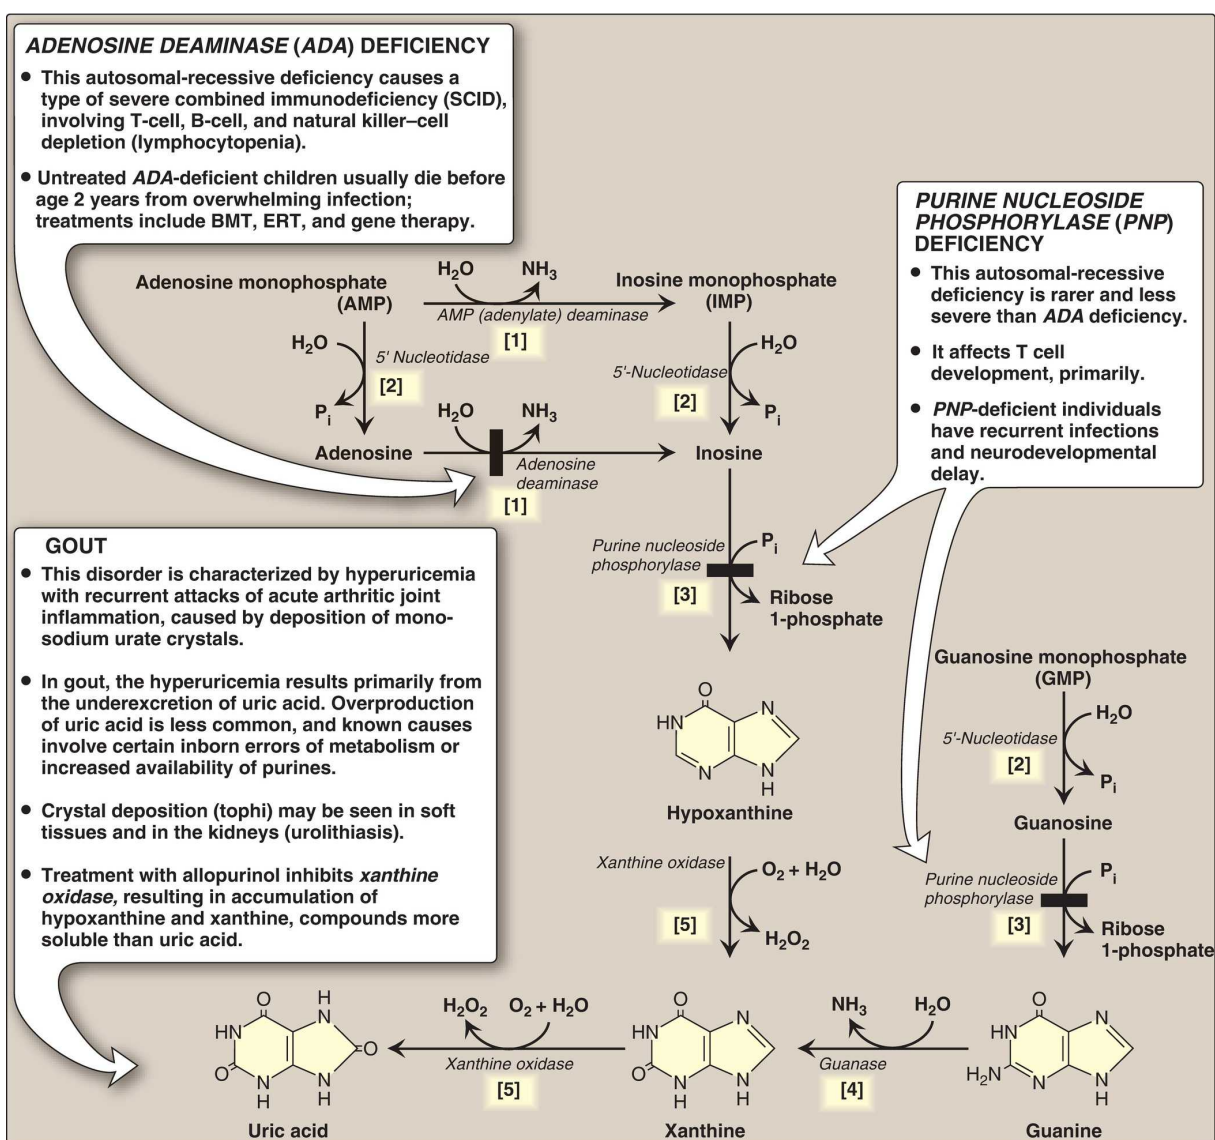 ADENOSINE DEAMINASE (ADA) DEFICIENCY
• This autosomal-recessive deficiency causes a
type of severe combined immunodeficiency (SCID),
involving T-cell, B-cell, and natural killer–cell
depletion (lymphocytopenia).
• Untreated ADA-deficient children usually die before
age 2 years from overwhelming infection;
treatments include BMT, ERT, and gene therapy.
PURINE NUCLEOSIDE
PHOSPHORYLASE (PNP)
DEFICIENCY
• This autosomal-recessive
deficiency is rarer and less
severe than ADA deficiency.
• It affects T cell
development, primarily.
• PNP-deficient individuals
have recurrent infections
and neurodevelopmental
delay.
Adenosine monophosphate
(AMP)
H₂O
NH₃
AMP (adenylate) deaminase
[1]
Inosine monophosphate
(IMP)
H₂O
5' Nucleotidase
[2]
Pi
H₂O
5'-Nucleotidase
[2]
Pi
Adenosine
H₂O
NH₃
Adenosine
deaminase
[1]
Inosine
Purine nucleoside
phosphorylase
[3]
Pi
Ribose
1-phosphate
GOUT
• This disorder is characterized by hyperuricemia
with recurrent attacks of acute arthritic joint
inflammation, caused by deposition of mono-
sodium urate crystals.
• In gout, the hyperuricemia results primarily from
the underexcretion of uric acid. Overproduction
of uric acid is less common, and known causes
involve certain inborn errors of metabolism or
increased availability of purines.
• Crystal deposition (tophi) may be seen in soft
tissues and in the kidneys (urolithiasis).
• Treatment with allopurinol inhibits xanthine
oxidase, resulting in accumulation of
hypoxanthine and xanthine, compounds more
soluble than uric acid.
Guanosine monophosphate
(GMP)
H₂O
5'-Nucleotidase
[2]
Pi
Guanosine
Purine nucleoside
phosphorylase
[3]
Pi
Ribose
1-phosphate
O
HN
N
N
N
H
Hypoxanthine
Xanthine oxidase
[5]
O₂ + H₂O
H₂O₂
O
H
HN
N
O
O
N
N
H
H
Uric acid
H₂O₂
O₂ + H₂O
Xanthine oxidase
[5]
O
HN
N
O
N
N
H
H
Xanthine
NH₃
H₂O
Guanase
[4]
O
HN
N
H₂N
N
N
H
Guanine